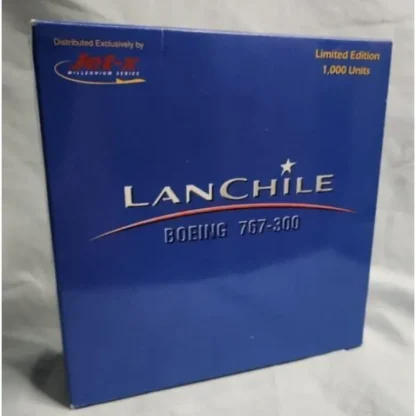 Distributed Exclusively by
Jet-x
MILLENNIUM SERIES
Limited Edition
1,000 Units
LANCHILE
BOEING 767-300